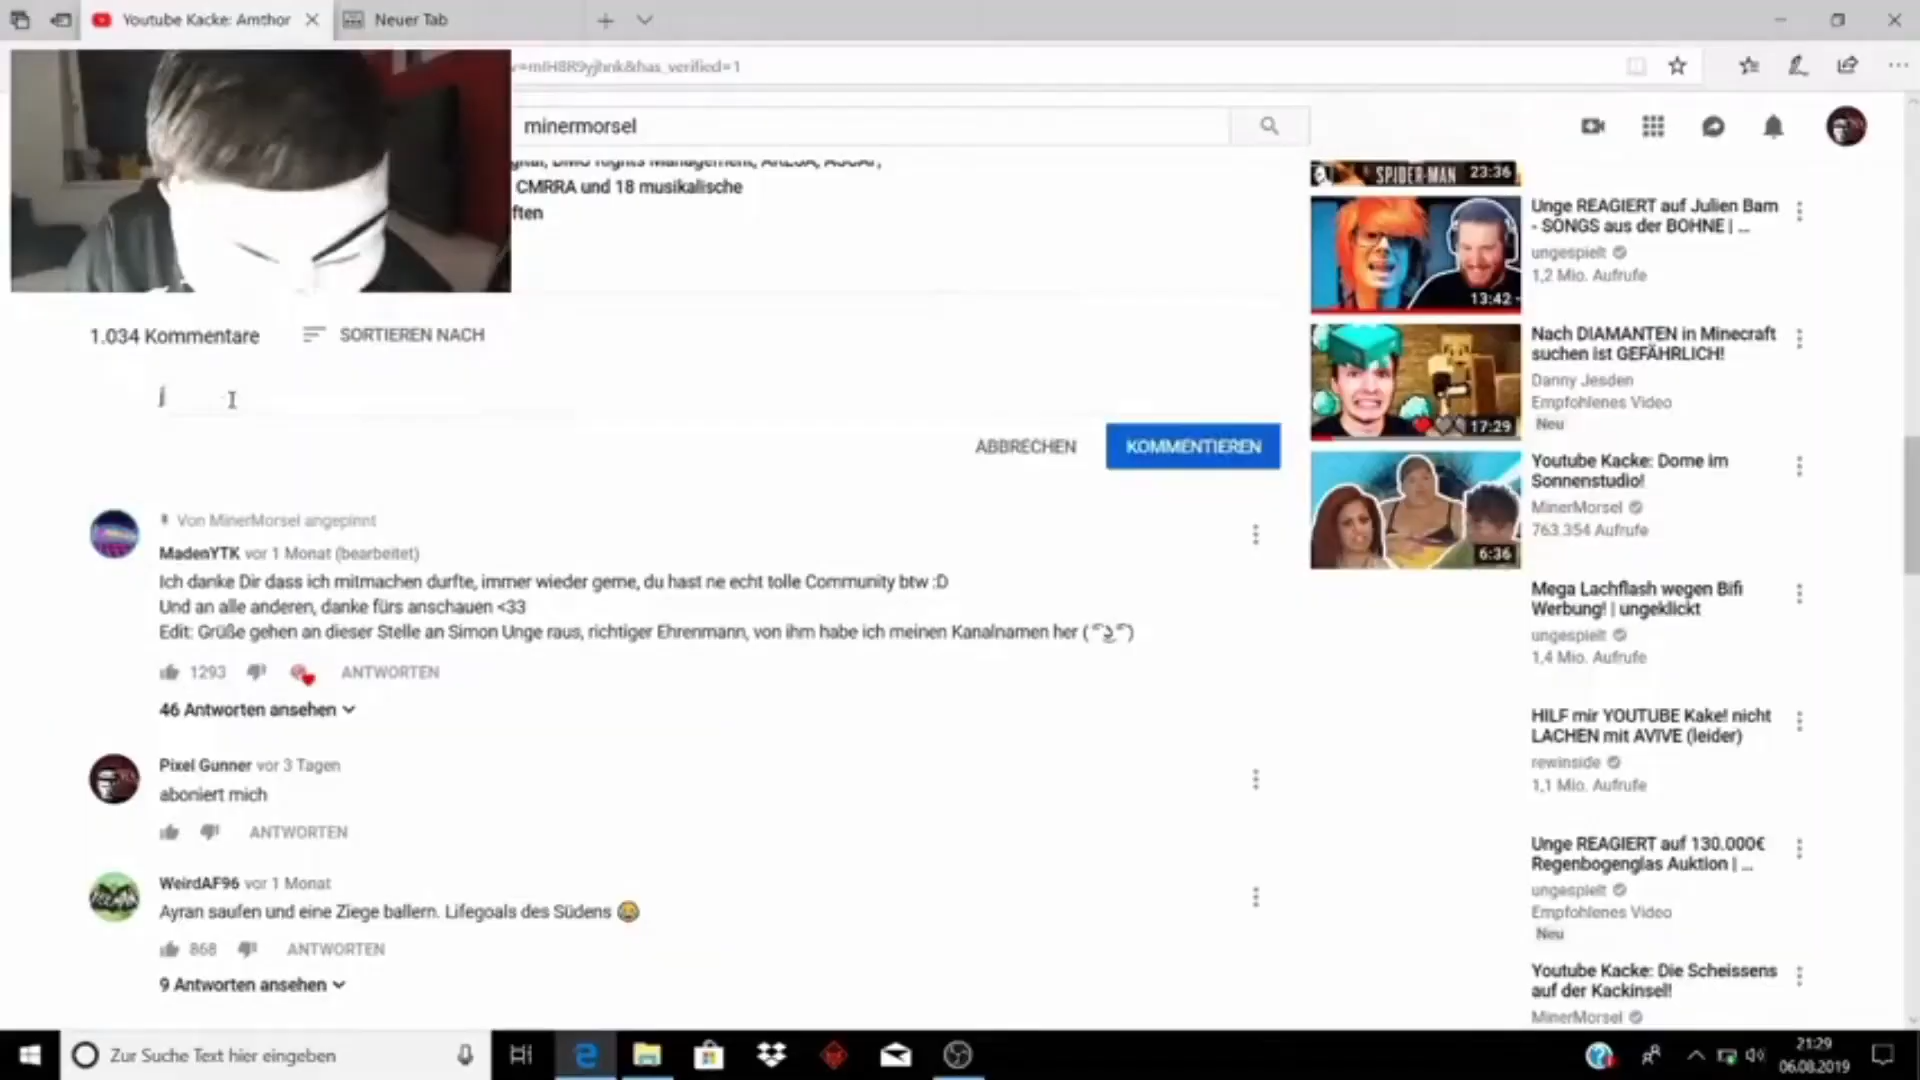 Youtube Kacke: Amthor
Neuer Tab
v=mIH8R9yjhnk&has_verified=1
minermorsel
CMRRA und 18 musikalische
ften
1.034 Kommentare
SORTIEREN NACH
j
ABBRECHEN
KOMMENTIEREN
Von MinerMorsel angepinnt
MadenYTK vor 1 Monat (bearbeitet)
Ich danke Dir dass ich mitmachen durfte, immer wieder gerne, du hast ne echt tolle Community btw :D
Und an alle anderen, danke fürs anschauen <33
Edit: Grüße gehen an dieser Stelle an Simon Unge raus, richtiger Ehrenmann, von ihm habe ich meinen Kanalnamen her ( ͡° ͜ʖ ͡°)
1293
ANTWORTEN
46 Antworten ansehen
Pixel Gunner vor 3 Tagen
aboniert mich
ANTWORTEN
WeirdAF96 vor 1 Monat
Ayran saufen und eine Ziege ballern. Lifegoals des Südens 😂
868
ANTWORTEN
9 Antworten ansehen
SPIDER-MAN 23:36
13:42
Unge REAGIERT auf Julien Bam
- SONGS aus der BOHNE | ...
ungespielt
1,2 Mio. Aufrufe
17:29
Nach DIAMANTEN in Minecraft
suchen ist GEFÄHRLICH!
Danny Jesden
Empfohlenes Video
Neu
6:36
Youtube Kacke: Dome im
Sonnenstudio!
MinerMorsel
763.354 Aufrufe
Mega Lachflash wegen Bifi
Werbung! | ungeklickt
ungespielt
1,4 Mio. Aufrufe
HILF mir YOUTUBE Kake! nicht
LACHEN mit AVIVE (leider)
rewinside
1,1 Mio. Aufrufe
Unge REAGIERT auf 130.000€
Regenbogenglas Auktion | ...
ungespielt
Empfohlenes Video
Neu
Youtube Kacke: Die Scheissens
auf der Kackinsel!
MinerMorsel
Zur Suche Text hier eingeben
21:29
06.08.2019